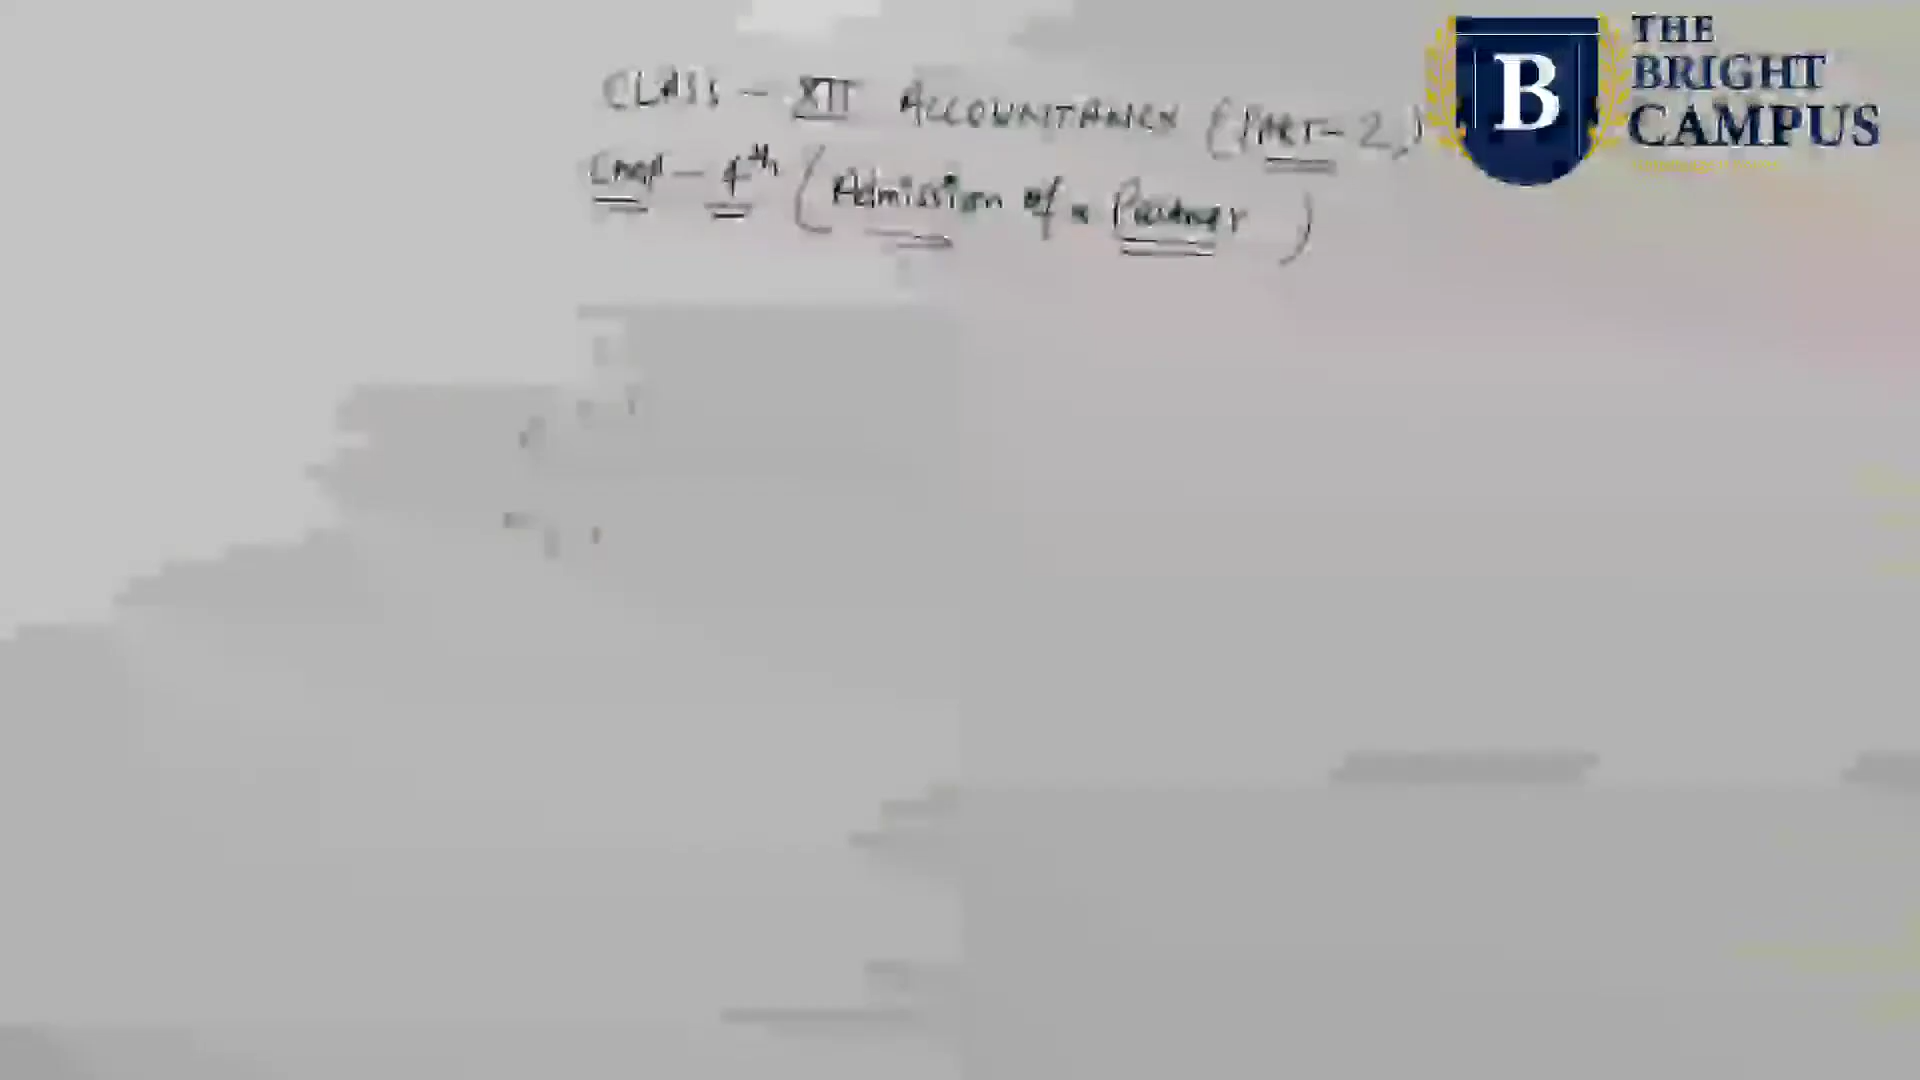 CLASS - XII ACCOUNTANCY (PART-2)
Chap - 4th (Admission of a Partner)
B
THE
BRIGHT
CAMPUS